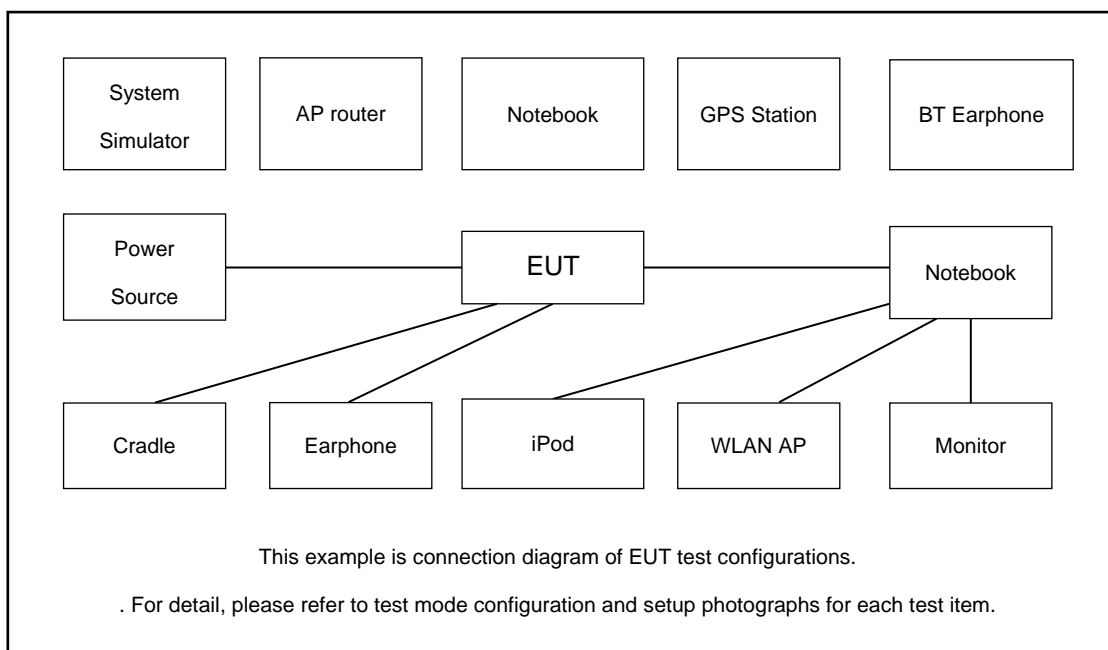 System
Simulator
AP router
Notebook
GPS Station
BT Earphone
Power
Source
EUT
Notebook
Cradle
Earphone
iPod
WLAN AP
Monitor
This example is connection diagram of EUT test configurations.
. For detail, please refer to test mode configuration and setup photographs for each test item.